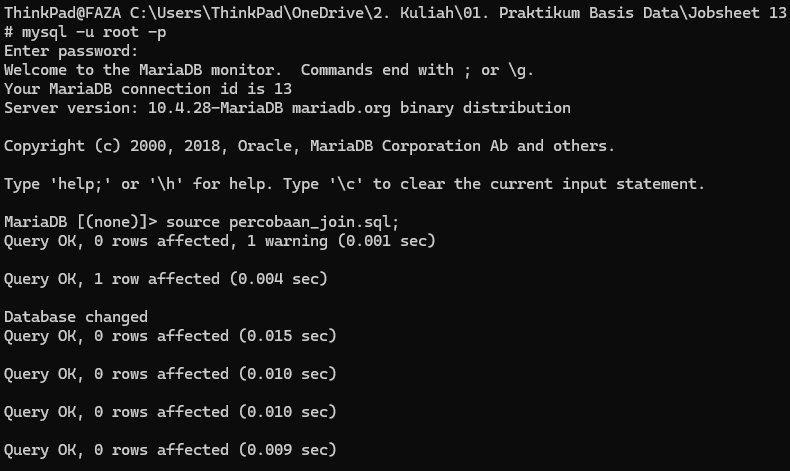 ThinkPad@FAZA C:\Users\ThinkPad\OneDrive\2. Kuliah\01. Praktikum Basis Data\Jobsheet 13
# mysql -u root -p
Enter password:
Welcome to the MariaDB monitor.  Commands end with ; or \g.
Your MariaDB connection id is 13
Server version: 10.4.28-MariaDB mariadb.org binary distribution
Copyright (c) 2000, 2018, Oracle, MariaDB Corporation Ab and others.
Type 'help;' or '\h' for help. Type '\c' to clear the current input statement.
MariaDB [(none)]> source percobaan_join.sql;
Query OK, 0 rows affected, 1 warning (0.001 sec)
Query OK, 1 row affected (0.004 sec)
Database changed
Query OK, 0 rows affected (0.015 sec)
Query OK, 0 rows affected (0.010 sec)
Query OK, 0 rows affected (0.010 sec)
Query OK, 0 rows affected (0.009 sec)